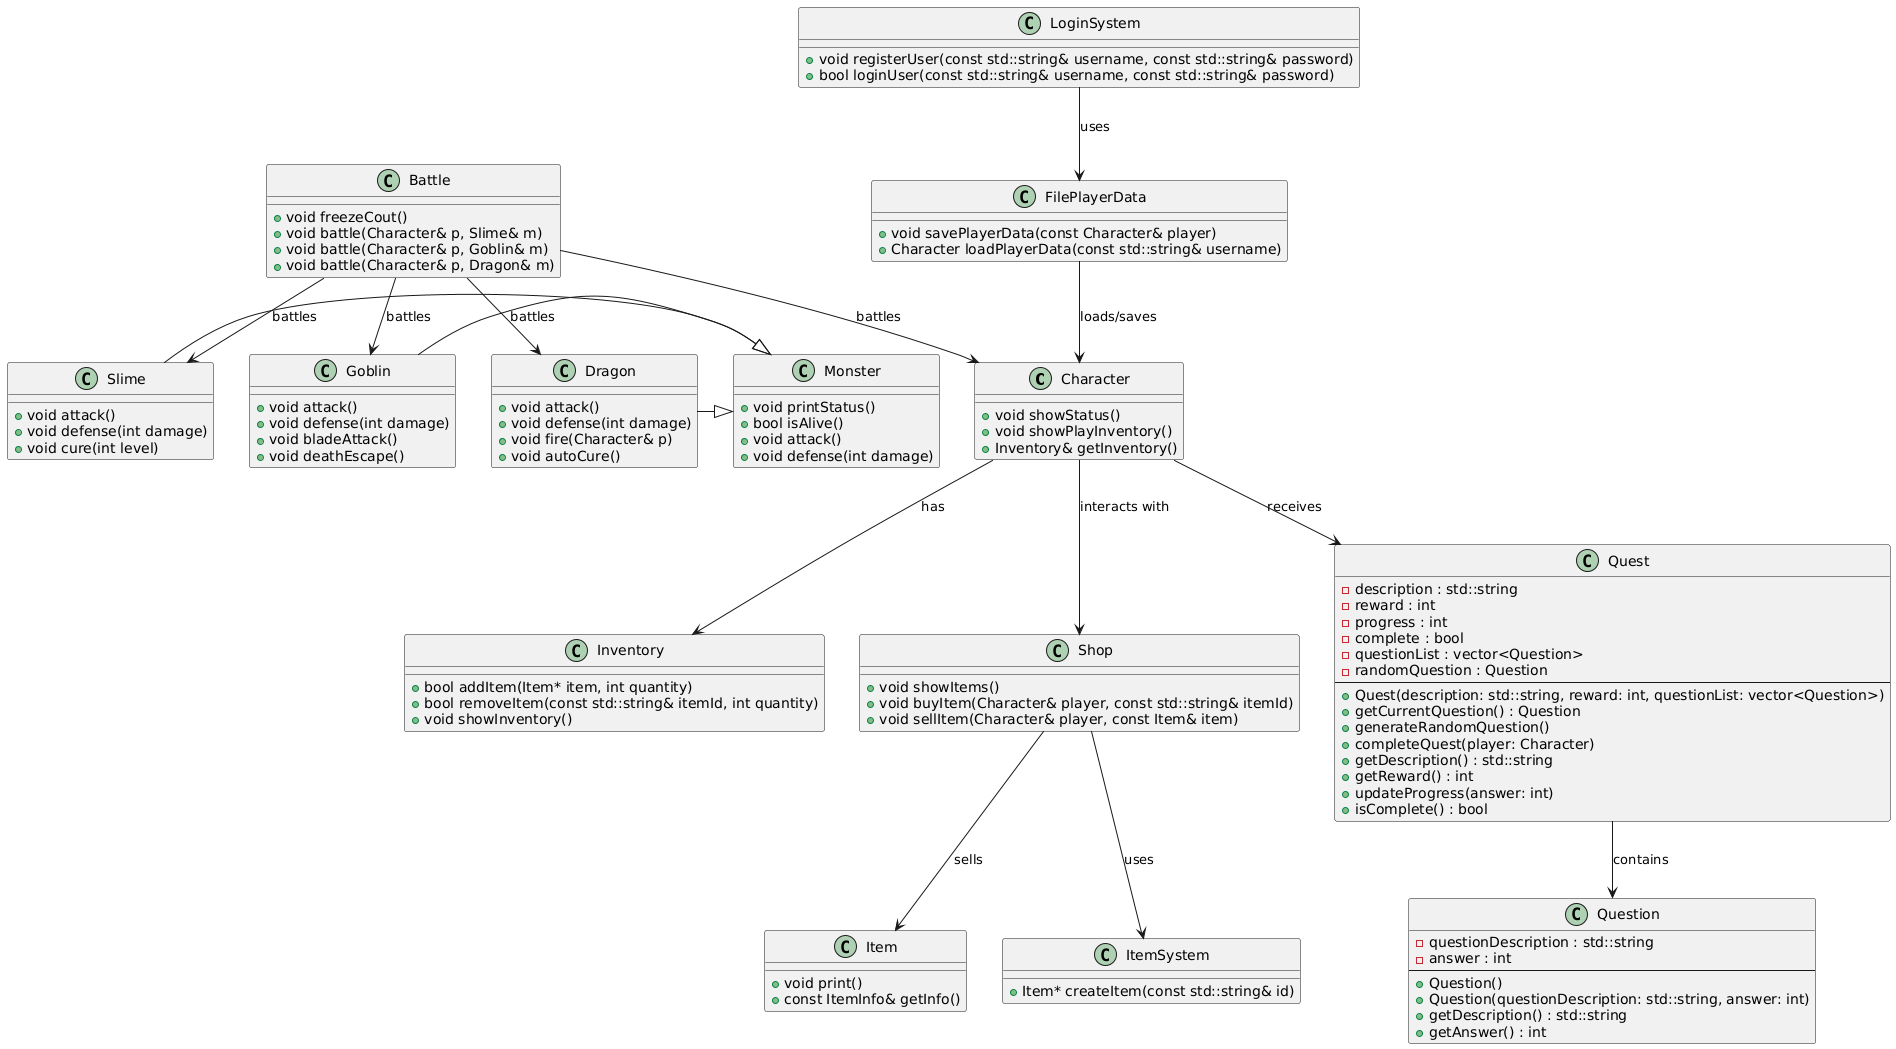 LoginSystem
void registerUser(const std::string& username, const std::string& password)
bool loginUser(const std::string& username, const std::string& password)
uses
Battle
void freezeCout()
void battle(Character& p, Slime& m)
void battle(Character& p, Goblin& m)
void battle(Character& p, Dragon& m)
FilePlayerData
void savePlayerData(const Character& player)
Character loadPlayerData(const std::string& username)
battles
battles
battles
battles
loads/saves
Slime
void attack()
void defense(int damage)
void cure(int level)
Goblin
void attack()
void defense(int damage)
void bladeAttack()
void deathEscape()
Dragon
void attack()
void defense(int damage)
void fire(Character& p)
void autoCure()
Monster
void printStatus()
bool isAlive()
void attack()
void defense(int damage)
Character
void showStatus()
void showPlayInventory()
Inventory& getInventory()
has
interacts with
receives
Inventory
bool addItem(Item* item, int quantity)
bool removeItem(const std::string& itemId, int quantity)
void showInventory()
Shop
void showItems()
void buyItem(Character& player, const std::string& itemId)
void sellItem(Character& player, const Item& item)
Quest
description : std::string
reward : int
progress : int
complete : bool
questionList : vector<Question>
randomQuestion : Question
Quest(description: std::string, reward: int, questionList: vector<Question>)
getCurrentQuestion() : Question
generateRandomQuestion()
completeQuest(player: Character)
getDescription() : std::string
getReward() : int
updateProgress(answer: int)
isComplete() : bool
sells
uses
contains
Item
void print()
const ItemInfo& getInfo()
ItemSystem
Item* createItem(const std::string& id)
Question
questionDescription : std::string
answer : int
Question()
Question(questionDescription: std::string, answer: int)
getDescription() : std::string
getAnswer() : int